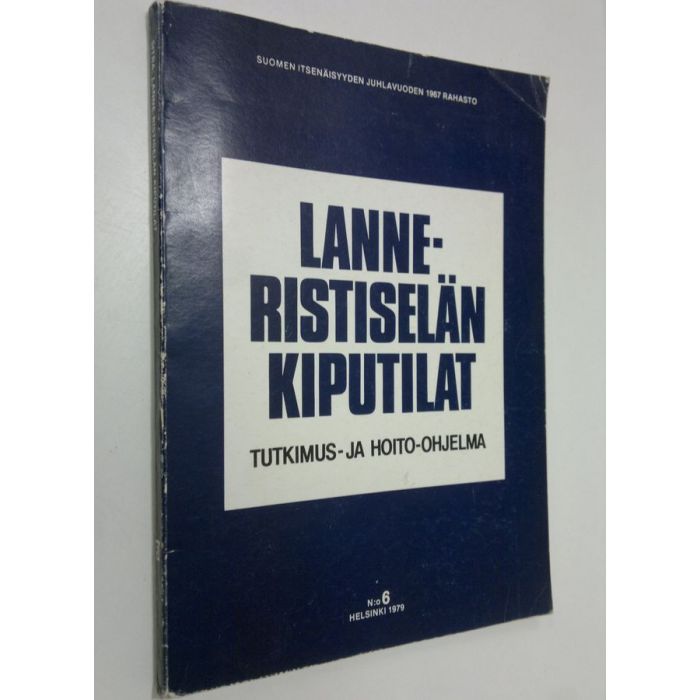 SUOMEN ITSENÄISYYDEN JUHLAVUODEN 1967 RAHASTO
LANNE-
RISTISELÄN
KIPUTILAT
TUTKIMUS- JA HOITO-OHJELMA
N:o 6
HELSINKI 1979